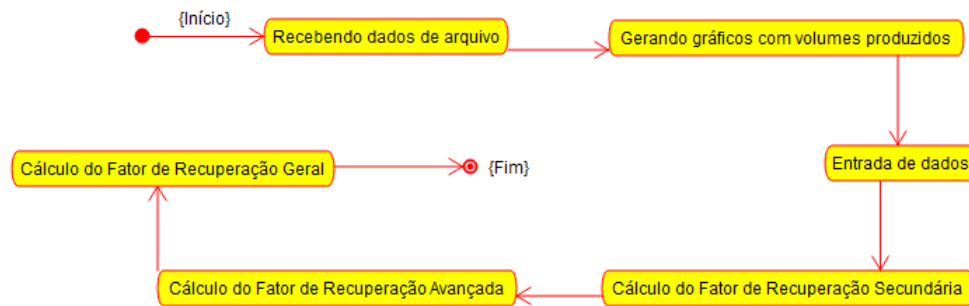 {Início}
Recebendo dados de arquivo
Gerando gráficos com volumes produzidos
Entrada de dados
Cálculo do Fator de Recuperação Secundária
Cálculo do Fator de Recuperação Avançada
Cálculo do Fator de Recuperação Geral
{Fim}